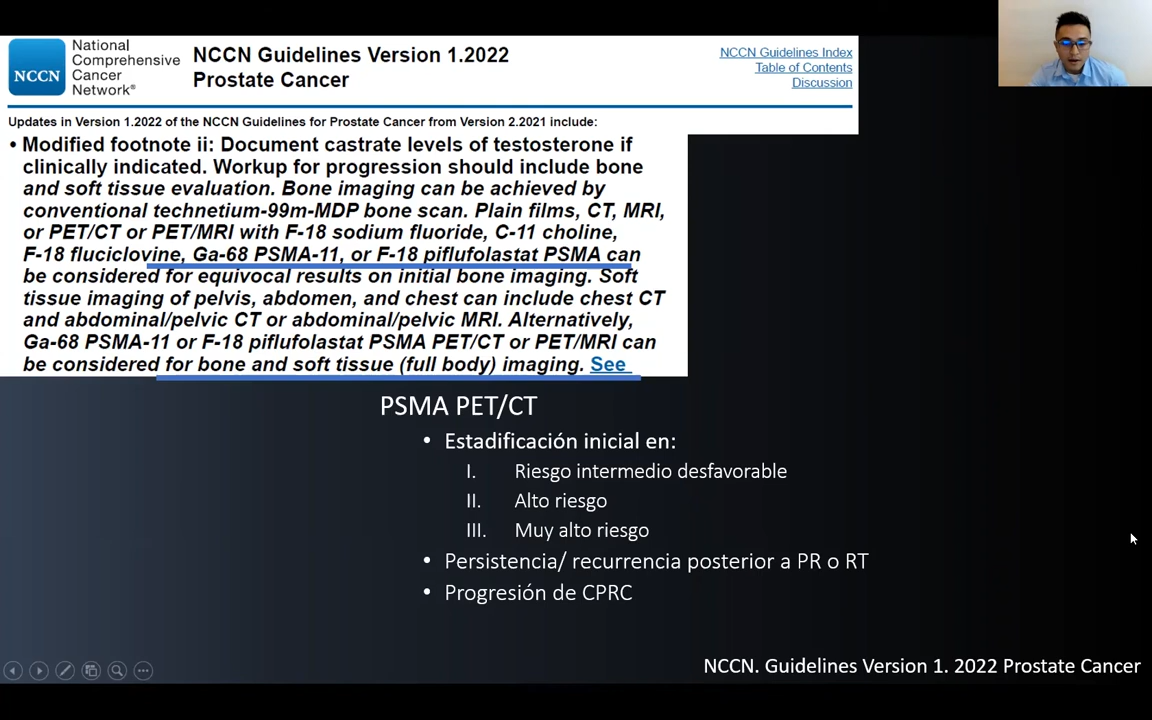 National
Comprehensive
Cancer
Network®
NCCN
NCCN Guidelines Version 1.2022
Prostate Cancer
NCCN Guidelines Index
Table of Contents
Discussion
Updates in Version 1.2022 of the NCCN Guidelines for Prostate Cancer from Version 2.2021 include:
• Modified footnote ii: Document castrate levels of testosterone if
clinically indicated. Workup for progression should include bone
and soft tissue evaluation. Bone imaging can be achieved by
conventional technetium-99m-MDP bone scan. Plain films, CT, MRI,
or PET/CT or PET/MRI with F-18 sodium fluoride, C-11 choline,
F-18 fluciclovine, Ga-68 PSMA-11, or F-18 piflufolastat PSMA can
be considered for equivocal results on initial bone imaging. Soft
tissue imaging of pelvis, abdomen, and chest can include chest CT
and abdominal/pelvic CT or abdominal/pelvic MRI. Alternatively,
Ga-68 PSMA-11 or F-18 piflufolastat PSMA PET/CT or PET/MRI can
be considered for bone and soft tissue (full body) imaging. See
PSMA PET/CT
• Estadificación inicial en:
I. Riesgo intermedio desfavorable
II. Alto riesgo
III. Muy alto riesgo
• Persistencia/ recurrencia posterior a PR o RT
• Progresión de CPRC
NCCN. Guidelines Version 1. 2022 Prostate Cancer